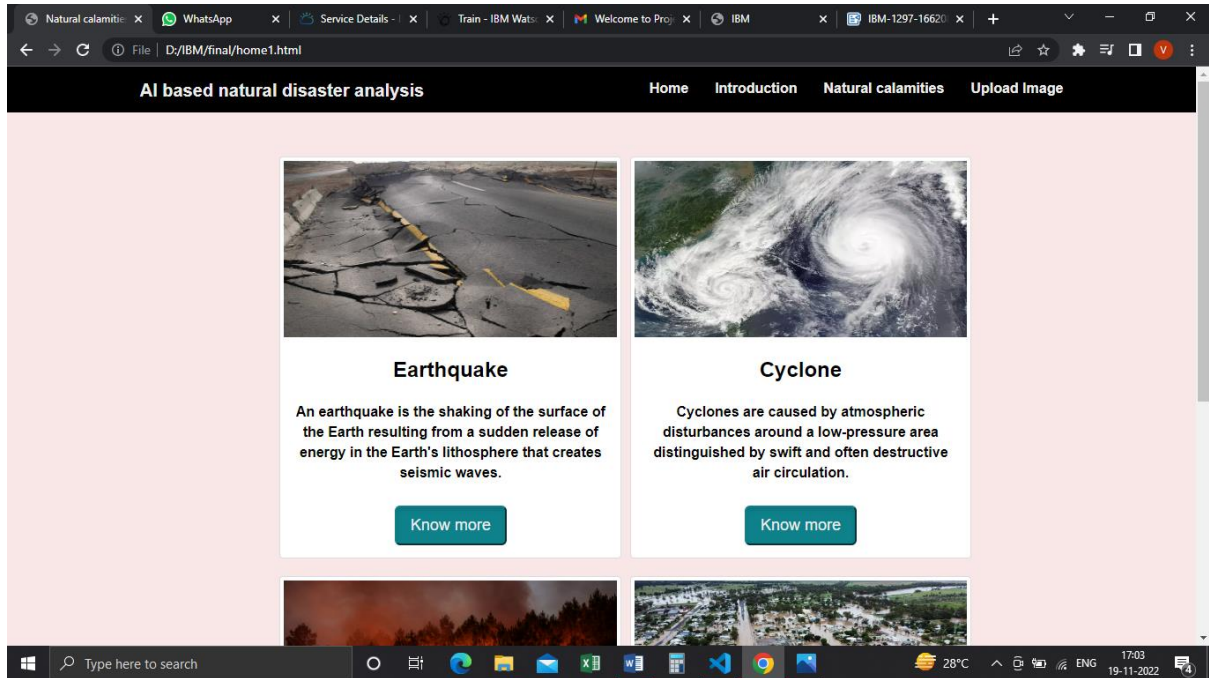 Natural calamitie
WhatsApp
Service Details - I
Train - IBM Watso
Welcome to Proj
IBM
IBM-1297-16620
File | D:/IBM/final/home1.html
V
AI based natural disaster analysis
Home Introduction Natural calamities Upload Image
Earthquake
An earthquake is the shaking of the surface of
the Earth resulting from a sudden release of
energy in the Earth's lithosphere that creates
seismic waves.
Know more
Cyclone
Cyclones are caused by atmospheric
disturbances around a low-pressure area
distinguished by swift and often destructive
air circulation.
Know more
Type here to search
28°C
ENG
17:03
19-11-2022
4